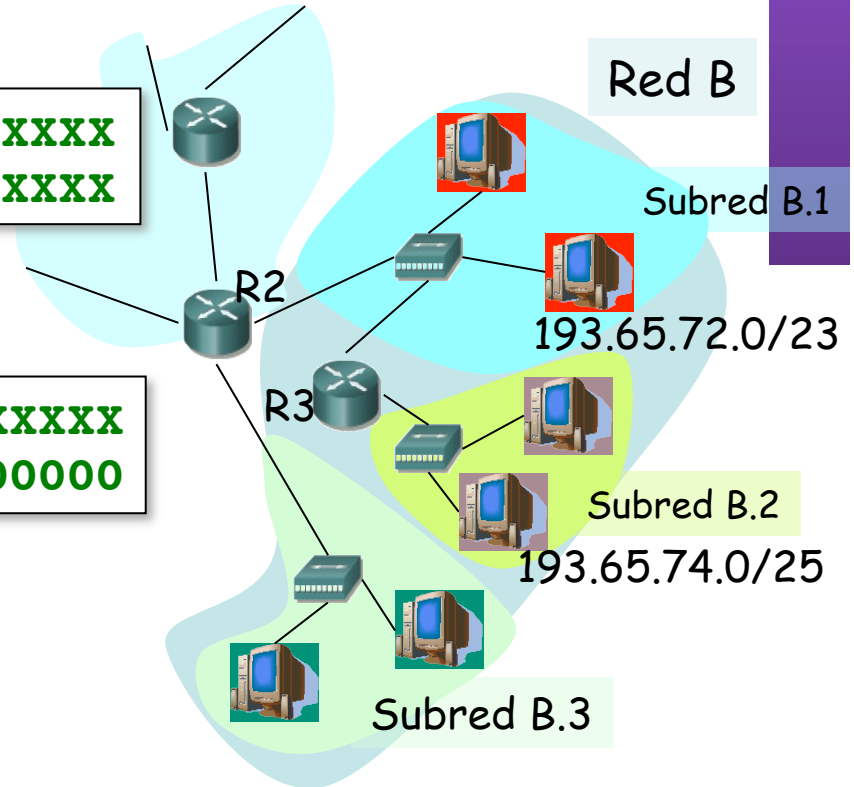 Red B
XXXX
XXXX
Subred B.1
R2
193.65.72.0/23
R3
XXXXX
00000
Subred B.2
193.65.74.0/25
Subred B.3